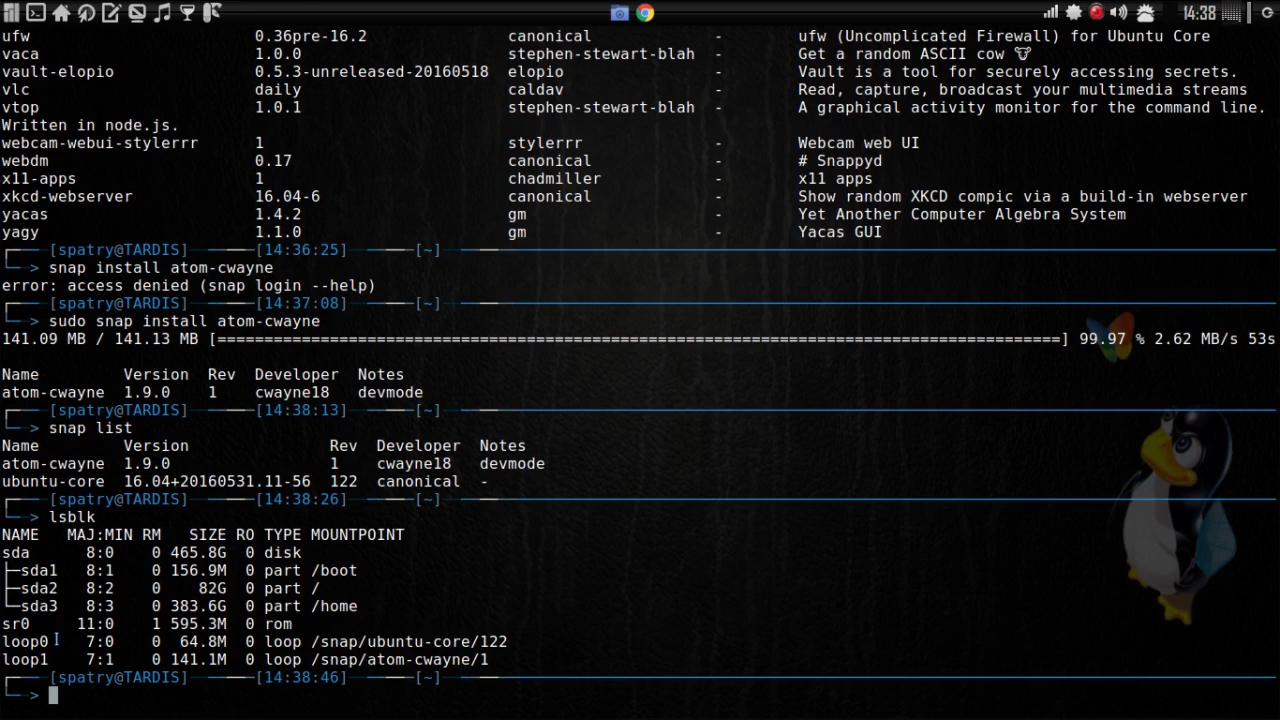 14:38
ufw 0.36pre-16.2 canonical - ufw (Uncomplicated Firewall) for Ubuntu Core
vaca 1.0.0 stephen-stewart-blah - Get a random ASCII cow 🐮
vault-elopio 0.5.3-unreleased-20160518 elopio - Vault is a tool for securely accessing secrets.
vlc daily caldav - Read, capture, broadcast your multimedia streams
vtop 1.0.1 stephen-stewart-blah - A graphical activity monitor for the command line.
Written in node.js.
webcam-webui-stylerrr 1 stylerrr - Webcam web UI
webdm 0.17 canonical - # Snappyd
x11-apps 1 chadmiller - x11 apps
xkcd-webserver 16.04-6 canonical - Show random XKCD compic via a build-in webserver
yacas 1.4.2 gm - Yet Another Computer Algebra System
yagy 1.1.0 gm - Yacas GUI
┌── [spatry@TARDIS] ───[14:36:25] ───[~] ───
└─ > snap install atom-cwayne
error: access denied (snap login --help)
┌── [spatry@TARDIS] ───[14:37:08] ───[~] ───
└─ > sudo snap install atom-cwayne
141.09 MB / 141.13 MB [==========================================================================================] 99.97 % 2.62 MB/s 53s
Name Version Rev Developer Notes
atom-cwayne 1.9.0 1 cwayne18 devmode
┌── [spatry@TARDIS] ───[14:38:13] ───[~] ───
└─ > snap list
Name Version Rev Developer Notes
atom-cwayne 1.9.0 1 cwayne18 devmode
ubuntu-core 16.04+20160531.11-56 122 canonical -
┌── [spatry@TARDIS] ───[14:38:26] ───[~] ───
└─ > lsblk
NAME MAJ:MIN RM SIZE RO TYPE MOUNTPOINT
sda 8:0 0 465.8G 0 disk
├─sda1 8:1 0 156.9M 0 part /boot
├─sda2 8:2 0 82G 0 part /
└─sda3 8:3 0 383.6G 0 part /home
sr0 11:0 1 595.3M 0 rom
loop0 7:0 0 64.8M 0 loop /snap/ubuntu-core/122
loop1 7:1 0 141.1M 0 loop /snap/atom-cwayne/1
┌── [spatry@TARDIS] ───[14:38:46] ───[~] ───
└─ >